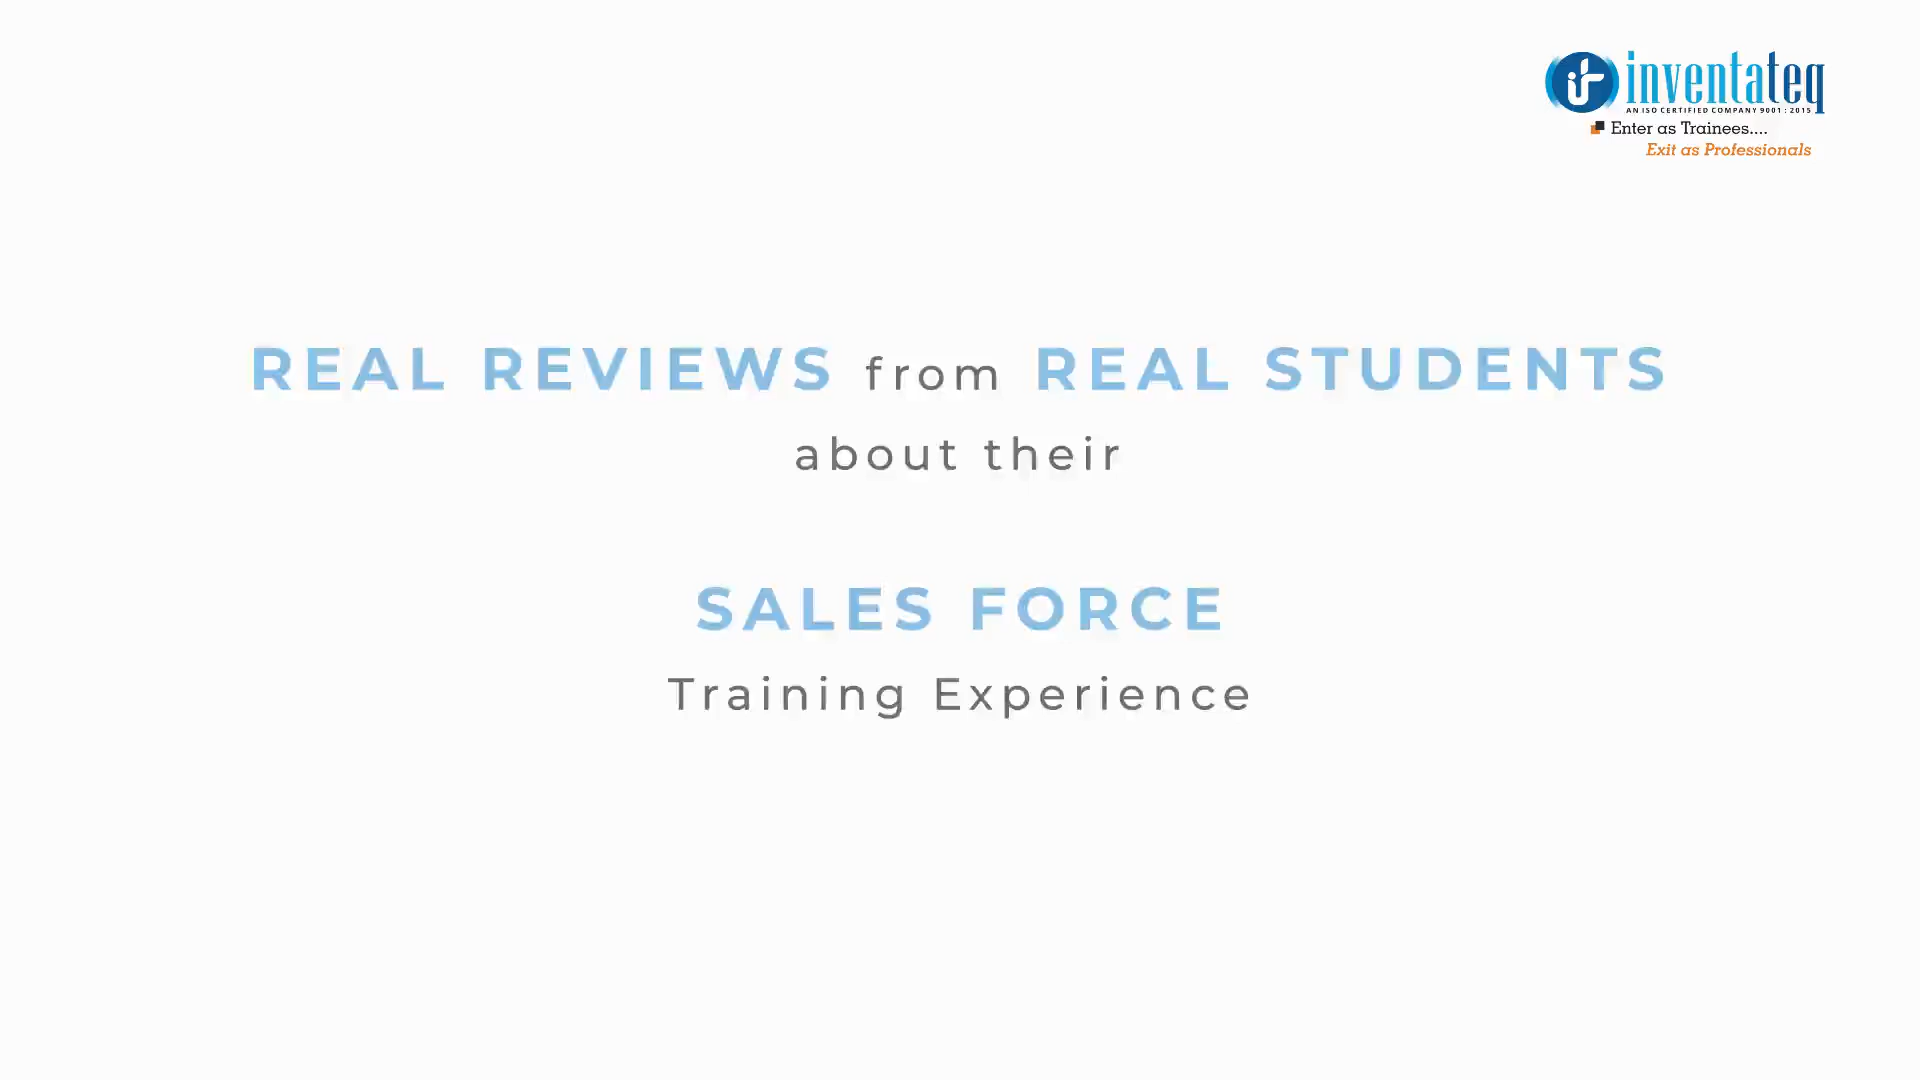 inventateq
AN ISO CERTIFIED COMPANY 9001 : 2015
Enter as Trainees....
Exit as Professionals
REAL REVIEWS from REAL STUDENTS
about their
SALES FORCE
Training Experience